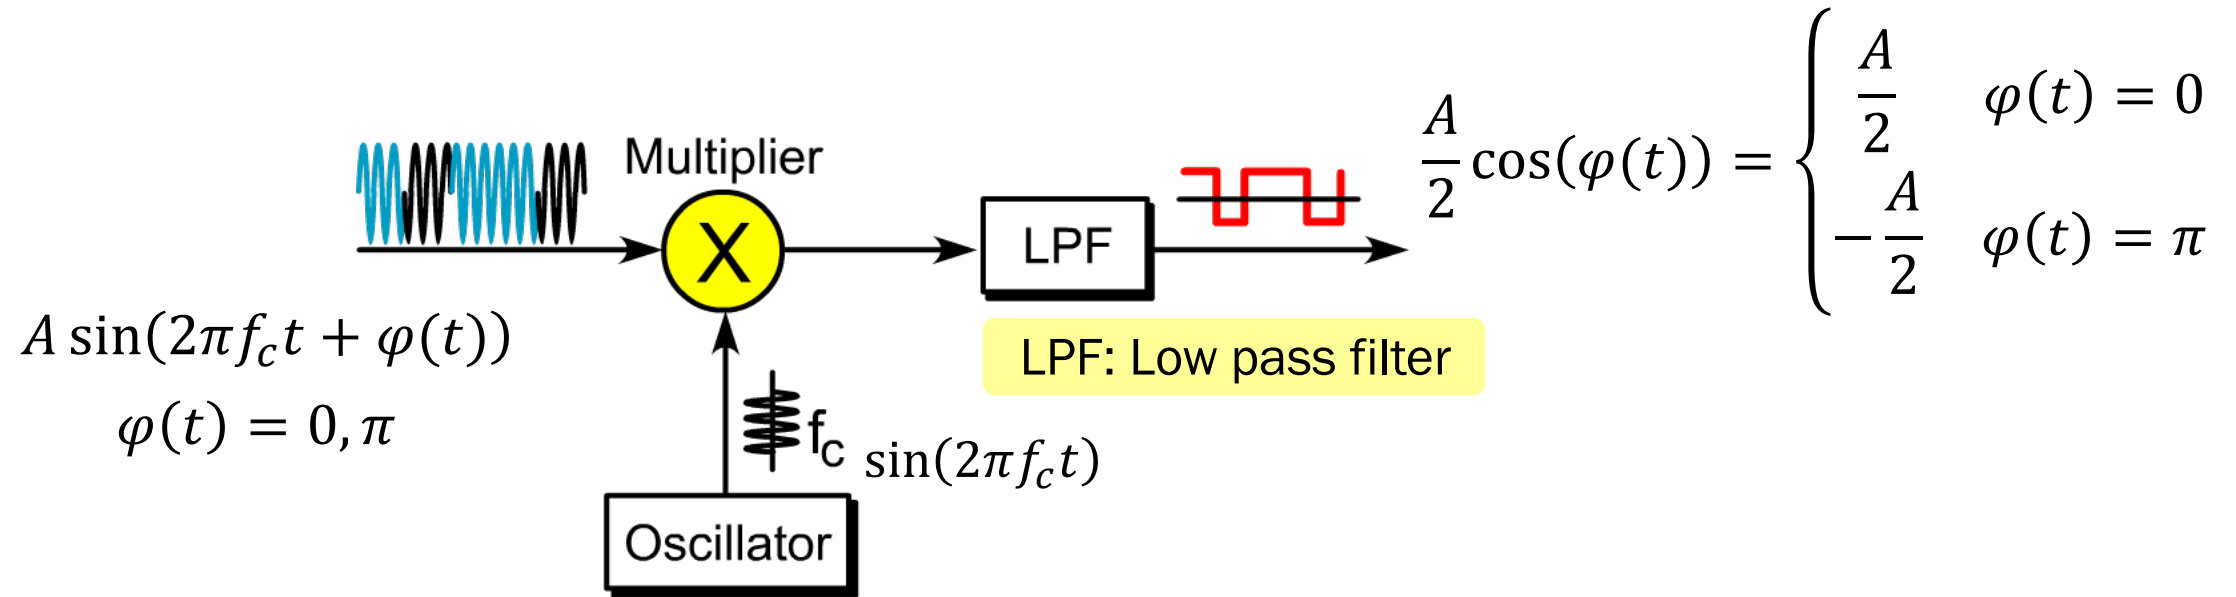 Multiplier
X
A sin(2πf_c t + φ(t))
φ(t) = 0, π
f_c
sin(2πf_c t)
Oscillator
LPF
LPF: Low pass filter
A/2 cos(φ(t)) = { A/2 φ(t) = 0
−A/2 φ(t) = π